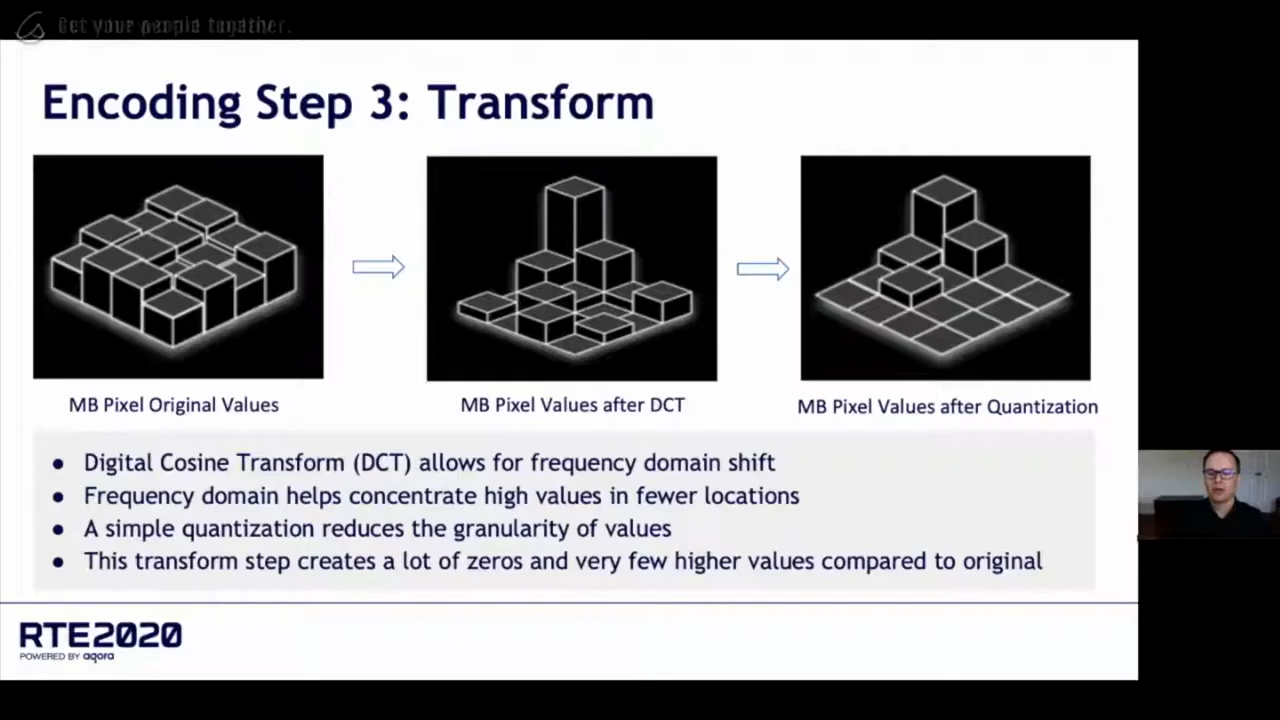 Get your people together.
Encoding Step 3: Transform
MB Pixel Original Values
MB Pixel Values after DCT
MB Pixel Values after Quantization
● Digital Cosine Transform (DCT) allows for frequency domain shift
● Frequency domain helps concentrate high values in fewer locations
● A simple quantization reduces the granularity of values
● This transform step creates a lot of zeros and very few higher values compared to original
RTE2020
POWERED BY agora